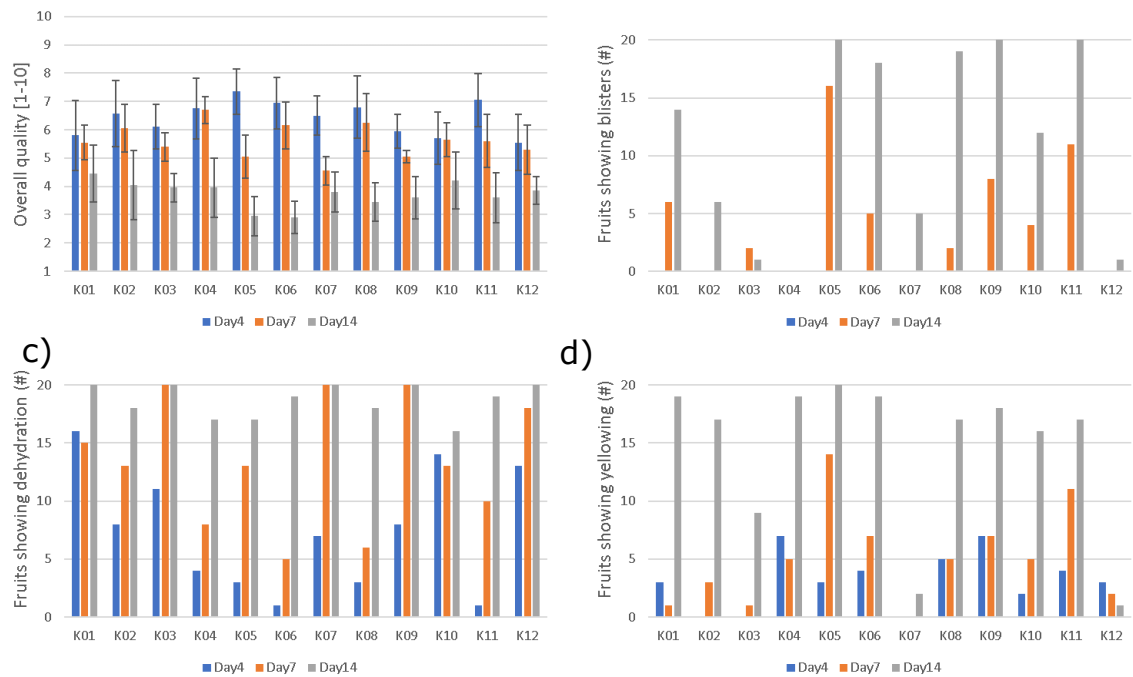 10
9
8
7
6
5
4
3
2
1
Overall quality [1-10]
K01 K02 K03 K04 K05 K06 K07 K08 K09 K10 K11 K12
Day4 Day7 Day14
20
15
10
5
0
Fruits showing blisters (#)
K01 K02 K03 K04 K05 K06 K07 K08 K09 K10 K11 K12
Day4 Day7 Day14
c)
20
15
10
5
0
Fruits showing dehydration (#)
K01 K02 K03 K04 K05 K06 K07 K08 K09 K10 K11 K12
Day4 Day7 Day14
d)
20
15
10
5
0
Fruits showing yellowing (#)
K01 K02 K03 K04 K05 K06 K07 K08 K09 K10 K11 K12
Day4 Day7 Day14